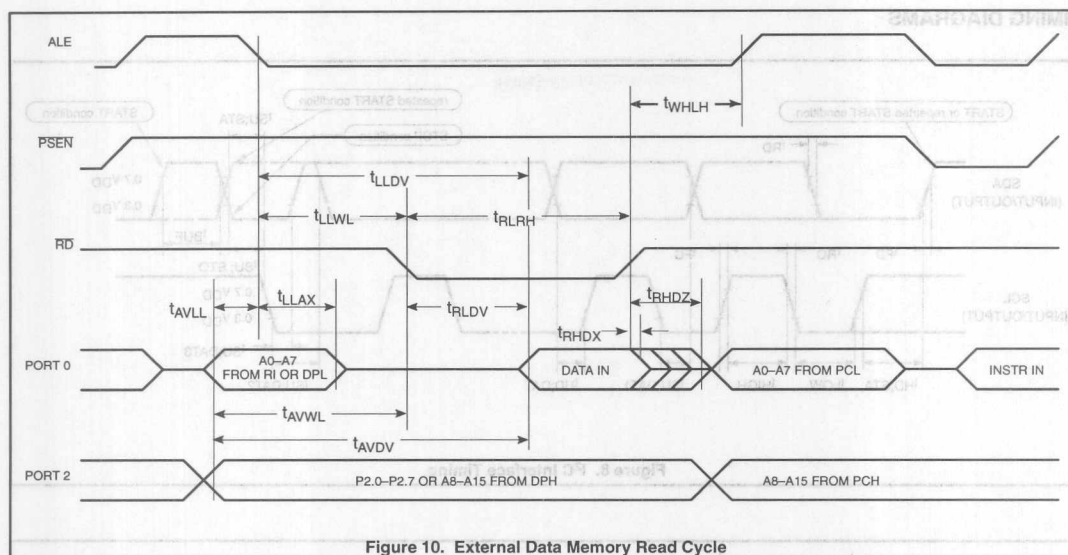 ALE
tWHLH
PSEN
tLLDV
tLLWL
tRLRH
RD
tAVLL
tLLAX
tRLDV
tRHDZ
tRHDX
PORT 0
A0–A7
FROM RI OR DPL
DATA IN
A0–A7 FROM PCL
INSTR IN
tAVWL
tAVDV
PORT 2
P2.0–P2.7 OR A8–A15 FROM DPH
A8–A15 FROM PCH
Figure 10. External Data Memory Read Cycle